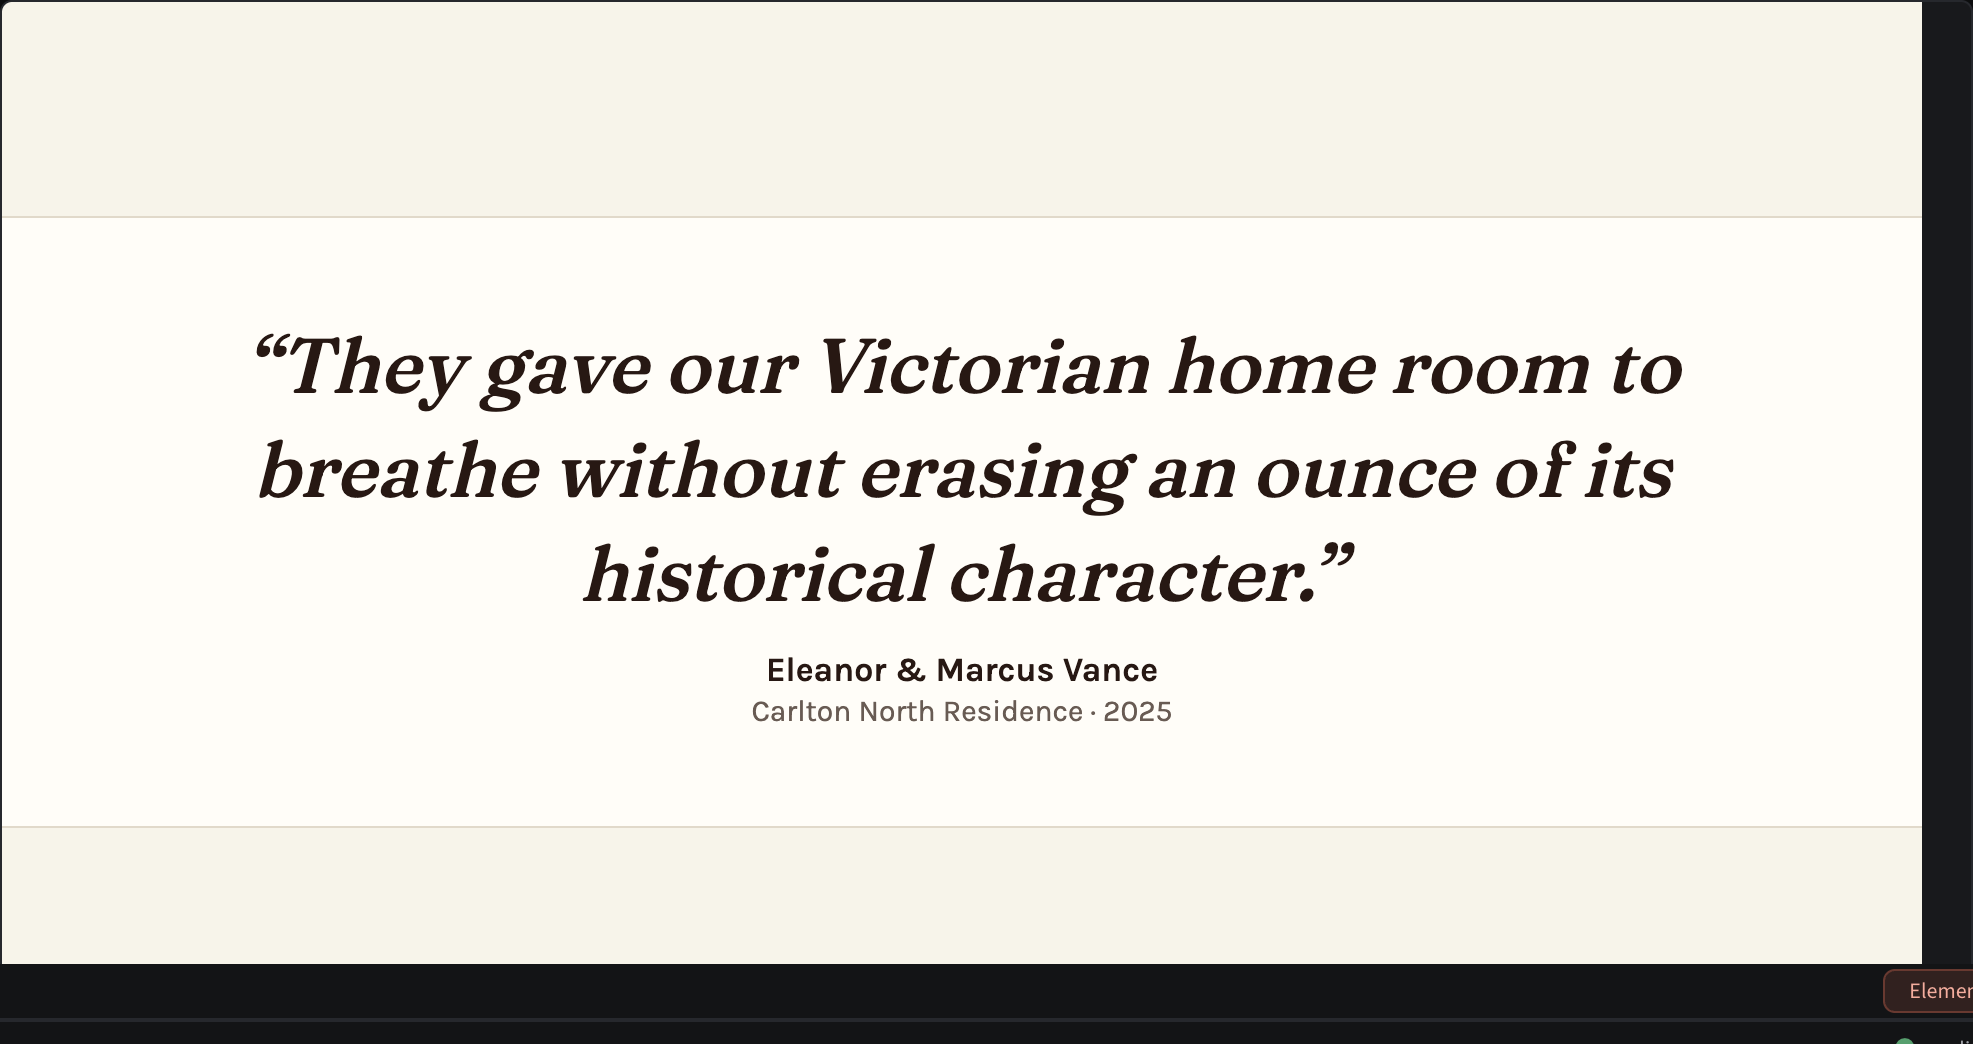 “They gave our Victorian home room to
breathe without erasing an ounce of its
historical character.”
Eleanor & Marcus Vance
Carlton North Residence · 2025